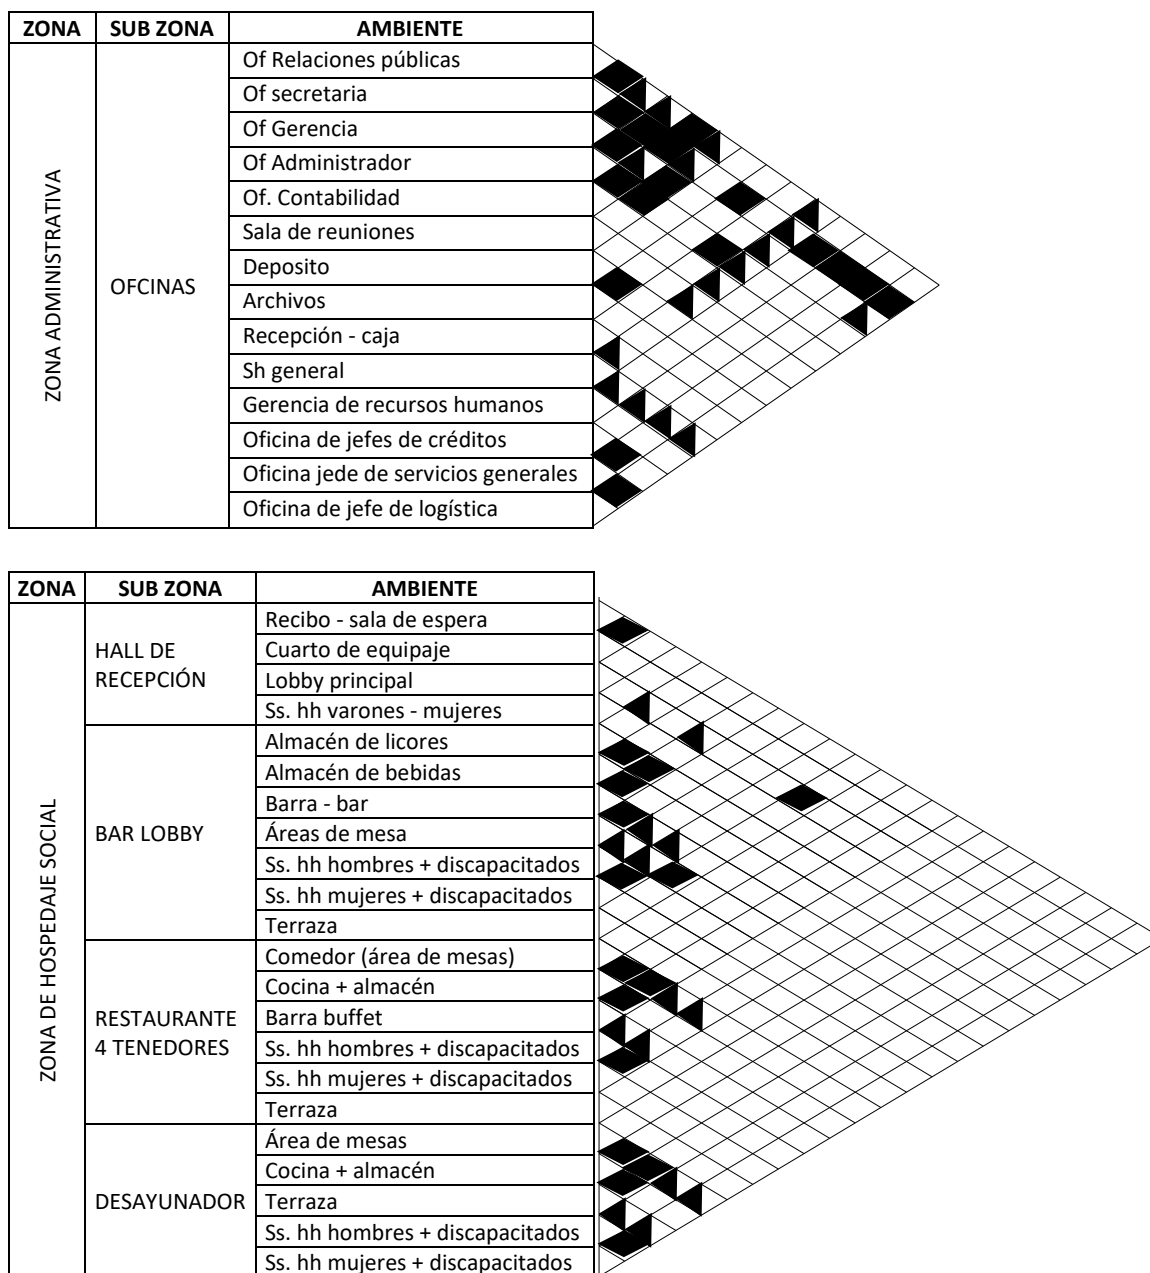 ZONA SUB ZONA AMBIENTE
ZONA ADMINISTRATIVA
OFCINAS
Of Relaciones públicas
Of secretaria
Of Gerencia
Of Administrador
Of. Contabilidad
Sala de reuniones
Deposito
Archivos
Recepción - caja
Sh general
Gerencia de recursos humanos
Oficina de jefes de créditos
Oficina jede de servicios generales
Oficina de jefe de logística
ZONA SUB ZONA AMBIENTE
ZONA DE HOSPEDAJE SOCIAL
HALL DE
RECEPCIÓN
Recibo - sala de espera
Cuarto de equipaje
Lobby principal
Ss. hh varones - mujeres
BAR LOBBY
Almacén de licores
Almacén de bebidas
Barra - bar
Áreas de mesa
Ss. hh hombres + discapacitados
Ss. hh mujeres + discapacitados
Terraza
RESTAURANTE
4 TENEDORES
Comedor (área de mesas)
Cocina + almacén
Barra buffet
Ss. hh hombres + discapacitados
Ss. hh mujeres + discapacitados
Terraza
DESAYUNADOR
Área de mesas
Cocina + almacén
Terraza
Ss. hh hombres + discapacitados
Ss. hh mujeres + discapacitados